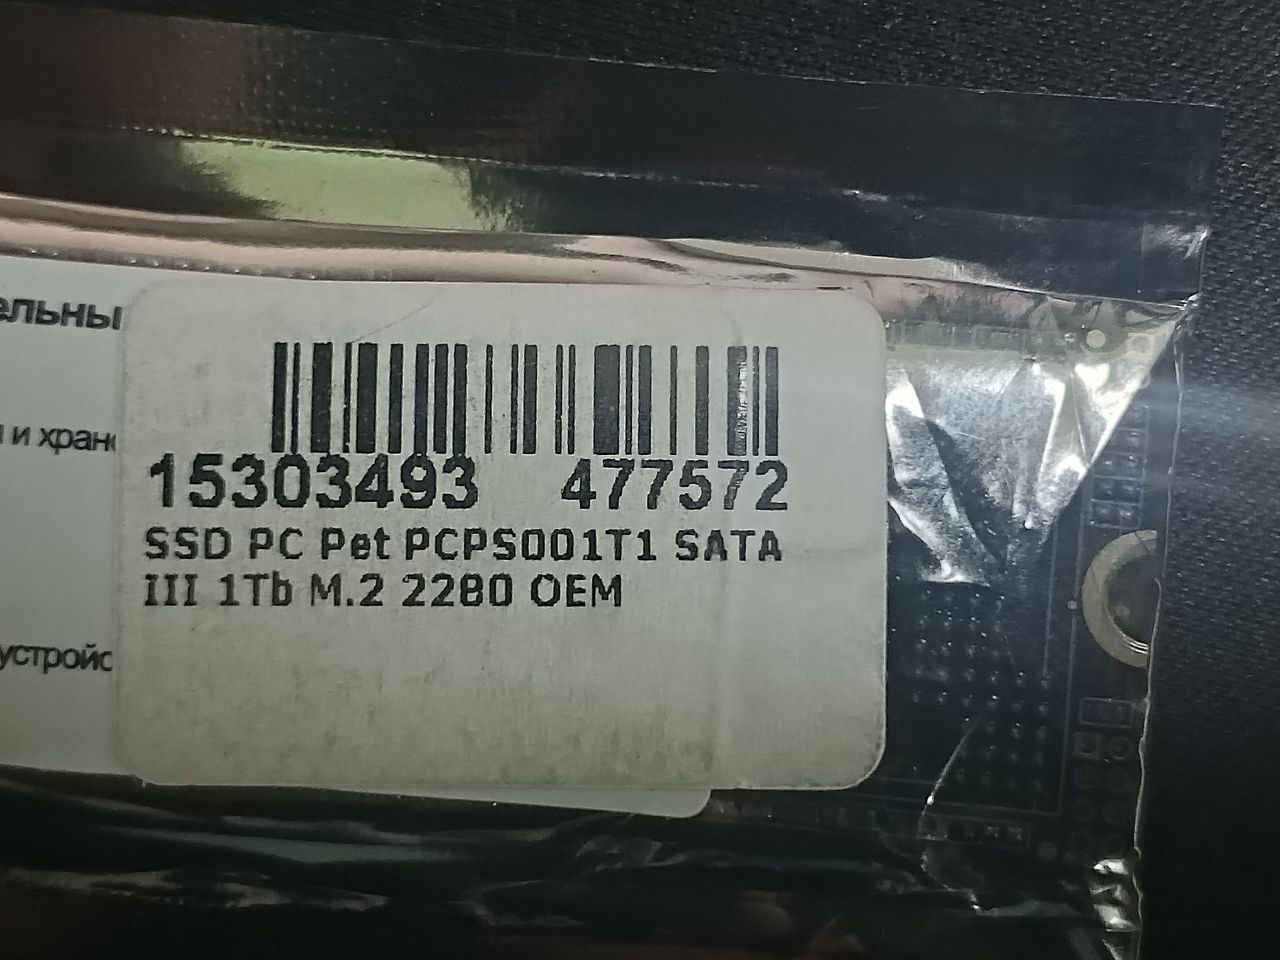 ельны
и хран
15303493 477572
SSD PC Pet PCPS001T1 SATA
III 1Tb M.2 2280 OEM
устройс